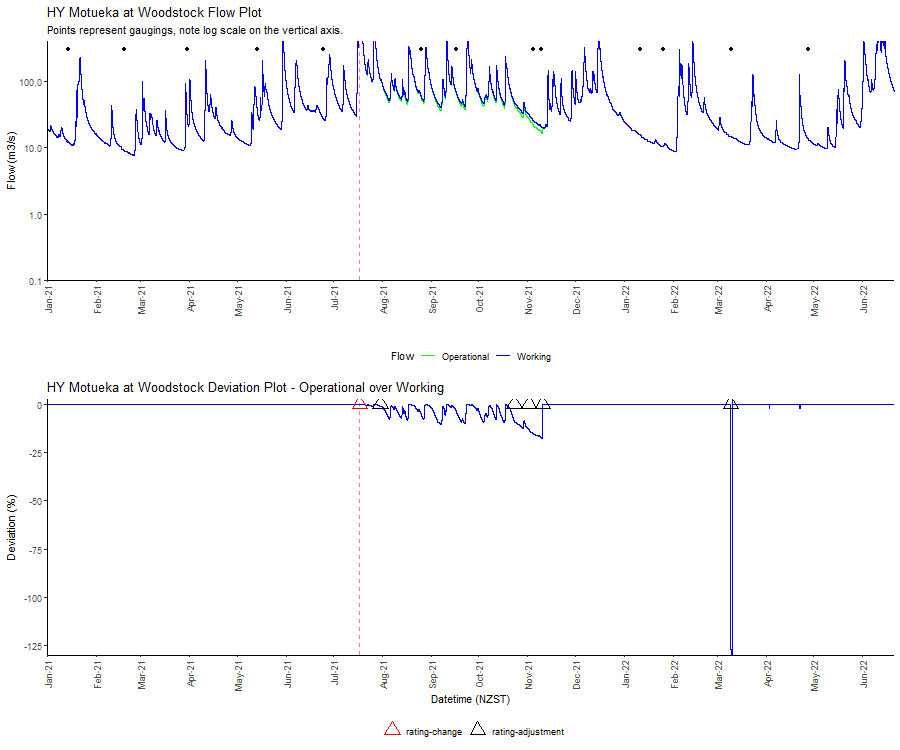 HY Motueka at Woodstock Flow Plot
Points represent gaugings, note log scale on the vertical axis.
Flow (m3/s)
100.0
10.0
1.0
0.1
Jan-21 Feb-21 Mar-21 Apr-21 May-21 Jun-21 Jul-21 Aug-21 Sep-21 Oct-21 Nov-21 Dec-21 Jan-22 Feb-22 Mar-22 Apr-22 May-22 Jun-22
Flow Operational Working
HY Motueka at Woodstock Deviation Plot - Operational over Working
Deviation (%)
0
-25
-50
-75
-100
-125
Jan-21 Feb-21 Mar-21 Apr-21 May-21 Jun-21 Jul-21 Aug-21 Sep-21 Oct-21 Nov-21 Dec-21 Jan-22 Feb-22 Mar-22 Apr-22 May-22 Jun-22
Datetime (NZST)
rating-change rating-adjustment